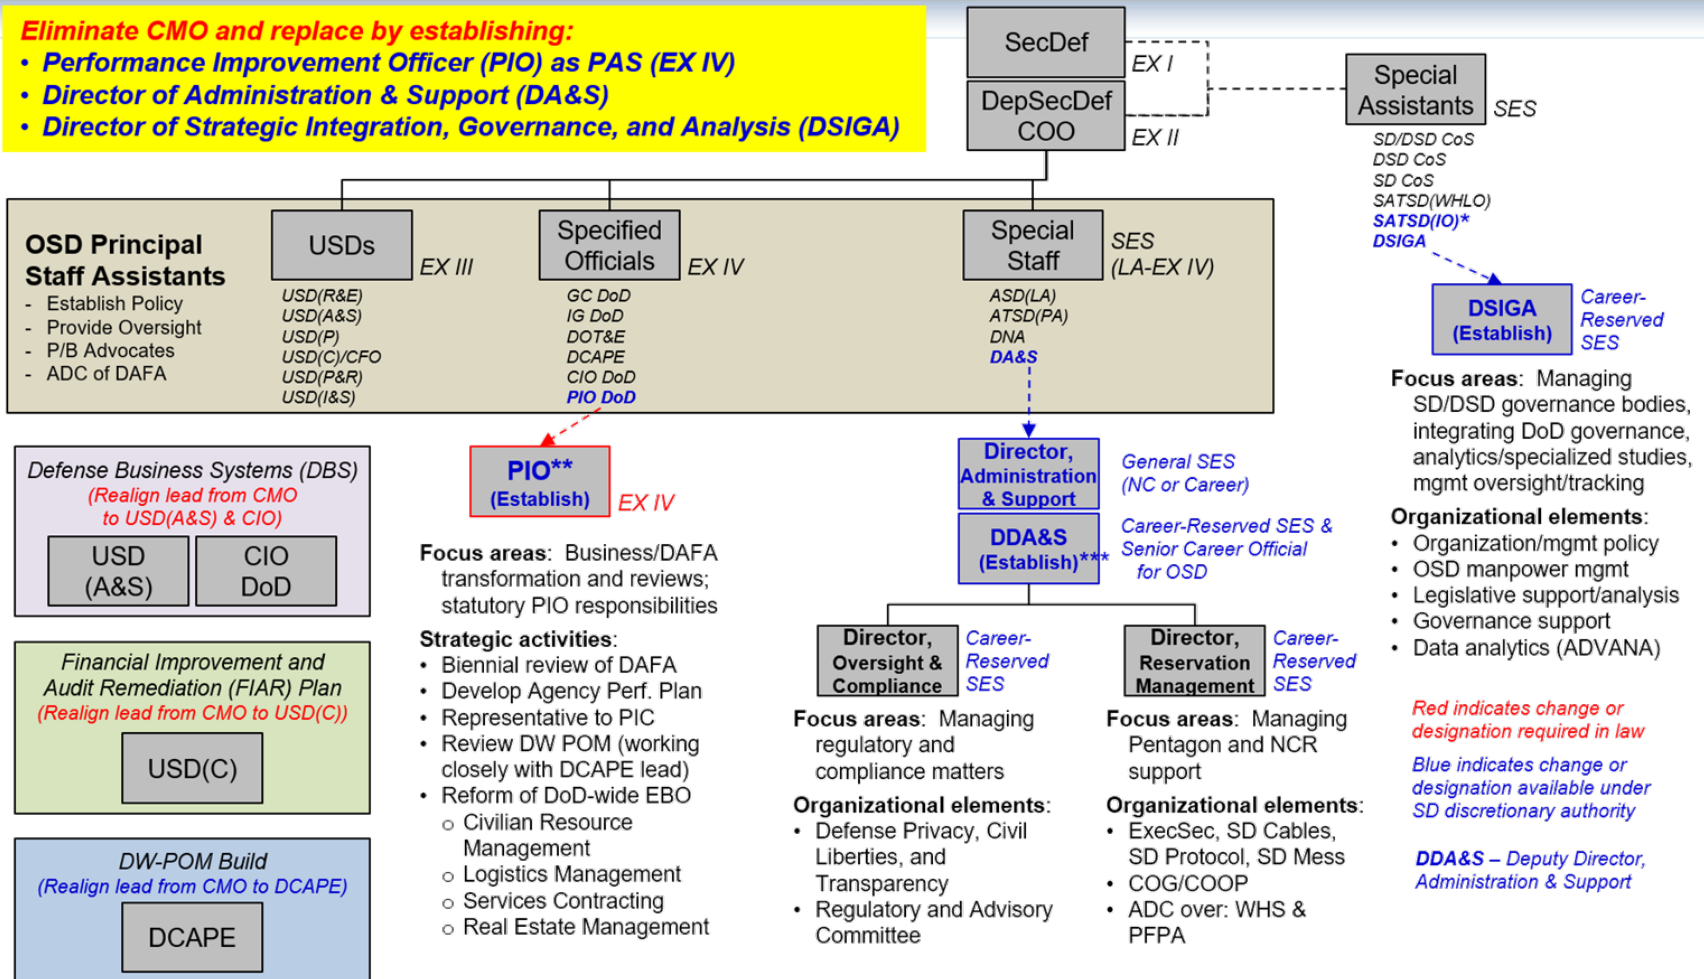 Eliminate CMO and replace by establishing:
• Performance Improvement Officer (PIO) as PAS (EX IV)
• Director of Administration & Support (DA&S)
• Director of Strategic Integration, Governance, and Analysis (DSIGA)
SecDef
EX I
DepSecDef
COO
EX II
Special
Assistants
SES
SD/DSD CoS
DSD CoS
SD CoS
SATSD(WHLO)
SATSD(IO)*
DSIGA
OSD Principal
Staff Assistants
- Establish Policy
- Provide Oversight
- P/B Advocates
- ADC of DAFA
USDs
EX III
USD(R&E)
USD(A&S)
USD(P)
USD(C)/CFO
USD(P&R)
USD(I&S)
Specified
Officials
EX IV
GC DoD
IG DoD
DOT&E
DCAPE
CIO DoD
PIO DoD
Special
Staff
SES
(LA-EX IV)
ASD(LA)
ATSD(PA)
DNA
DA&S
DSIGA
(Establish)
Career-
Reserved
SES
Focus areas: Managing
SD/DSD governance bodies,
integrating DoD governance,
analytics/specialized studies,
mgmt oversight/tracking
Organizational elements:
• Organization/mgmt policy
• OSD manpower mgmt
• Legislative support/analysis
• Governance support
• Data analytics (ADVANA)
Defense Business Systems (DBS)
(Realign lead from CMO
to USD(A&S) & CIO)
USD
(A&S)
CIO
DoD
Financial Improvement and
Audit Remediation (FIAR) Plan
(Realign lead from CMO to USD(C))
USD(C)
DW-POM Build
(Realign lead from CMO to DCAPE)
DCAPE
PIO**
(Establish)
EX IV
Focus areas: Business/DAFA
transformation and reviews;
statutory PIO responsibilities
Strategic activities:
• Biennial review of DAFA
• Develop Agency Perf. Plan
• Representative to PIC
• Review DW POM (working
closely with DCAPE lead)
• Reform of DoD-wide EBO
o Civilian Resource
Management
o Logistics Management
o Services Contracting
o Real Estate Management
Director,
Administration
& Support
General SES
(NC or Career)
DDA&S
(Establish)***
Career-Reserved SES &
Senior Career Official
for OSD
Director,
Oversight &
Compliance
Career-
Reserved
SES
Focus areas: Managing
regulatory and
compliance matters
Organizational elements:
• Defense Privacy, Civil
Liberties, and
Transparency
• Regulatory and Advisory
Committee
Director,
Reservation
Management
Career-
Reserved
SES
Focus areas: Managing
Pentagon and NCR
support
Organizational elements:
• ExecSec, SD Cables,
SD Protocol, SD Mess
• COG/COOP
• ADC over: WHS &
PFPA
Red indicates change or
designation required in law
Blue indicates change or
designation available under
SD discretionary authority
DDA&S – Deputy Director,
Administration & Support